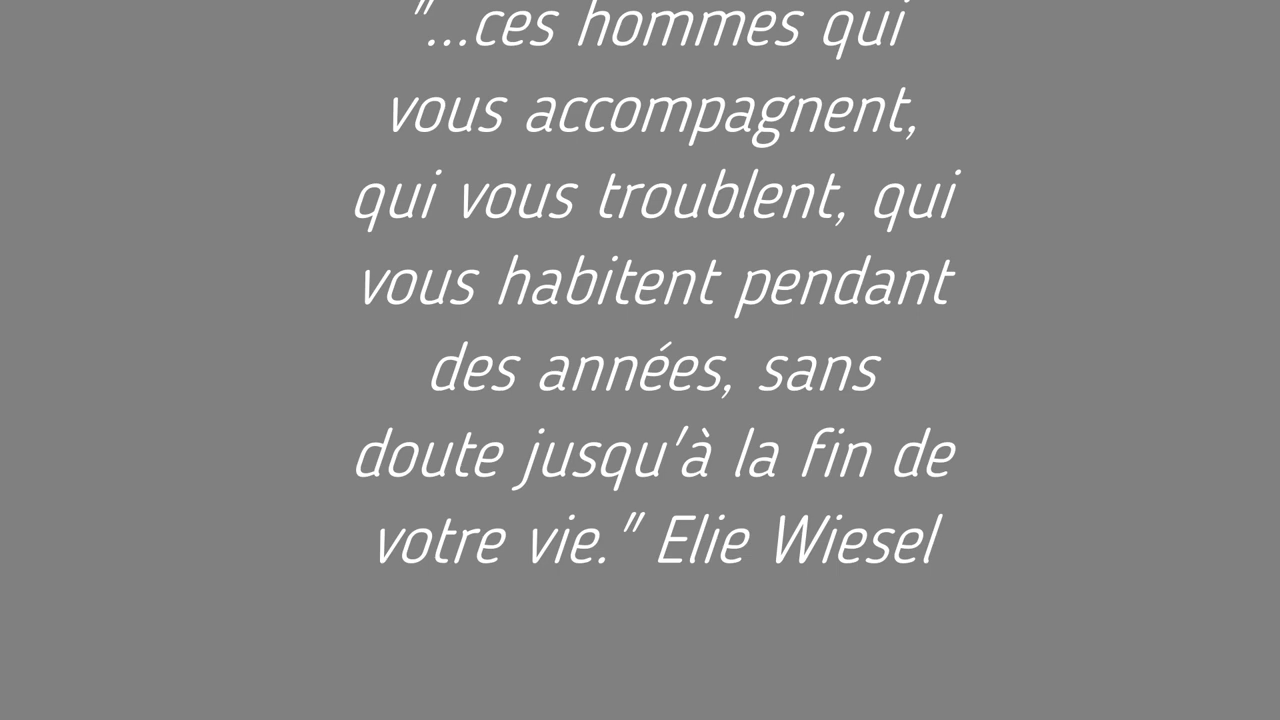 "...ces hommes qui
vous accompagnent,
qui vous troublent, qui
vous habitent pendant
des années, sans
doute jusqu'à la fin de
votre vie." Elie Wiesel